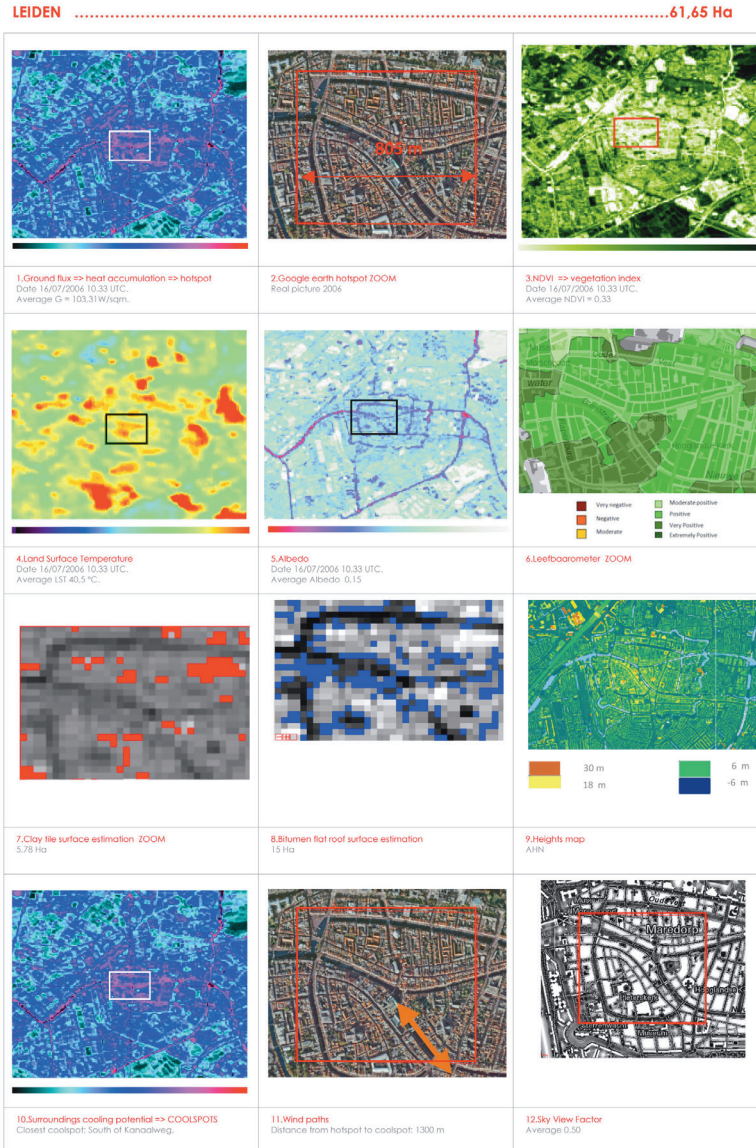 LEIDEN ........................................................................................................................61,65 Ha
805 m
1.Ground flux => heat accumulation => hotspot
Date 16/07/2006 10.33 UTC.
Average G = 103,31W/sqm.
2.Google earth hotspot ZOOM
Real picture 2006
3.NDVI => vegetation index
Date 16/07/2006 10.33 UTC.
Average NDVI = 0,33
water
Nieuwe
Very negative
Negative
Moderate
Moderate positive
Positive
Very Positive
Extremely Positive
4.Land Surface Temperature
Date 16/07/2006 10.33 UTC.
Average LST 40,5 °C.
5.Albedo
Date 16/07/2006 10.33 UTC.
Average Albedo 0,15
6.Leefbaarometer ZOOM
30 m
18 m
6 m
-6 m
7.Clay tile surface estimation ZOOM
5.78 Ha
8.Bitumen flat roof surface estimation
15 Ha
9.Heights map
AHN
Oude Vest
Maredorp
Pieterskerk
Museum
10.Surroundings cooling potential => COOLSPOTS
Closest coolspot: South of Kanaalweg.
11.Wind paths
Distance from hotspot to coolspot: 1300 m
12.Sky View Factor
Average 0.50